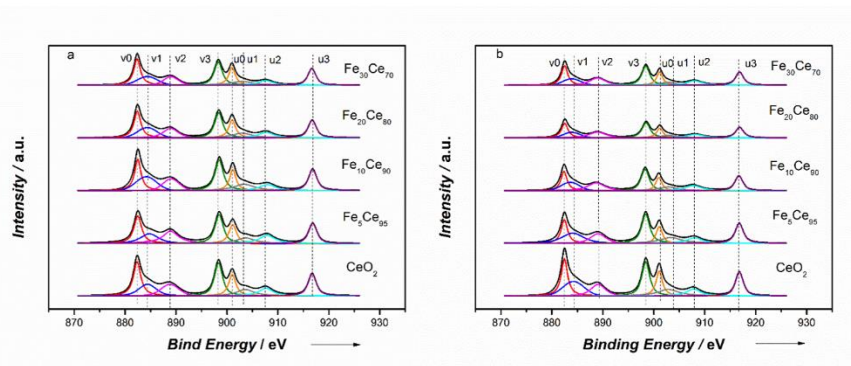 a
v0 v1 v2 v3 u0 u1 u2 u3
Fe30Ce70
Fe20Ce80
Fe10Ce90
Fe5Ce95
CeO2
Intensity / a.u.
870 880 890 900 910 920 930
Bind Energy / eV
b
v0 v1 v2 v3 u0 u1 u2 u3
Fe30Ce70
Fe20Ce80
Fe10Ce80
Fe5Ce95
CeO2
Intensity / a.u.
870 880 890 900 910 920 930
Binding Energy / eV